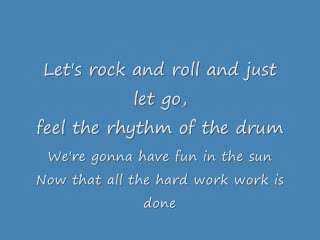 Let's rock and roll and just
let go,
feel the rhythm of the drum
We're gonna have fun in the sun
Now that all the hard work work is
done